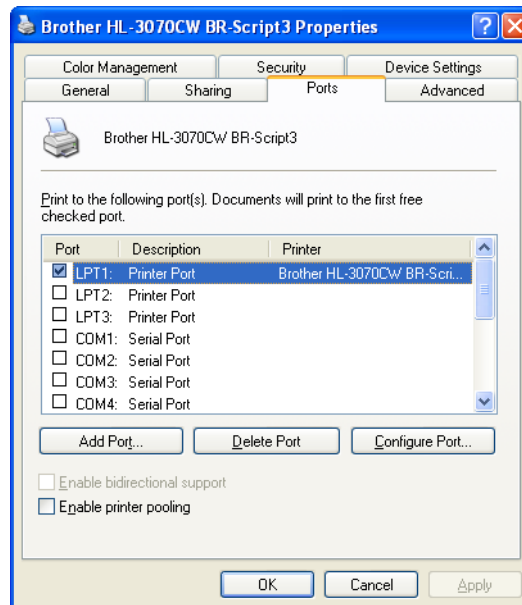 Brother HL-3070CW BR-Script3 Properties
Color Management Security Device Settings
General Sharing Ports Advanced
Brother HL-3070CW BR-Script3
Print to the following port(s). Documents will print to the first free
checked port.
Port Description Printer
LPT1: Printer Port Brother HL-3070CW BR-Scri...
LPT2: Printer Port
LPT3: Printer Port
COM1: Serial Port
COM2: Serial Port
COM3: Serial Port
COM4: Serial Port
Add Port... Delete Port Configure Port...
Enable bidirectional support
Enable printer pooling
OK Cancel Apply